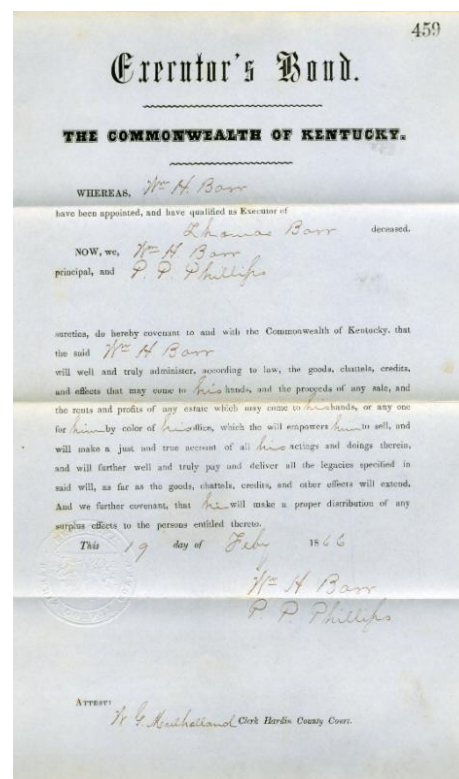 459
Executor's Bond.
THE COMMONWEALTH OF KENTUCKY.
WHEREAS, Wm H. Barr
have been appointed, and have qualified as Executor of
Thomas Barr deceased.
NOW, we, Wm H Barr
principal, and P. P. Phillips
sureties, do hereby covenant to and with the Commonwealth of Kentucky, that
the said Wm H Barr
will well and truly administer, according to law, the goods, chattels, credits,
and effects that may come to his hands, and the proceeds of any sale, and
the rents and profits of any estate which may come to his hands, or any one
for him by color of his office, which the will empowers him to sell, and
will make a just and true account of all his actings and doings therein,
and will further well and truly pay and deliver all the legacies specified in
said will, as far as the goods, chattels, credits, and other effects will extend.
And we further covenant, that he will make a proper distribution of any
surplus effects to the persons entitled thereto.
This 19 day of Feby 1866
Wm H Barr
P. P. Phillips
ATTEST:
W. G. Mulholland Clerk Hardin County Court.